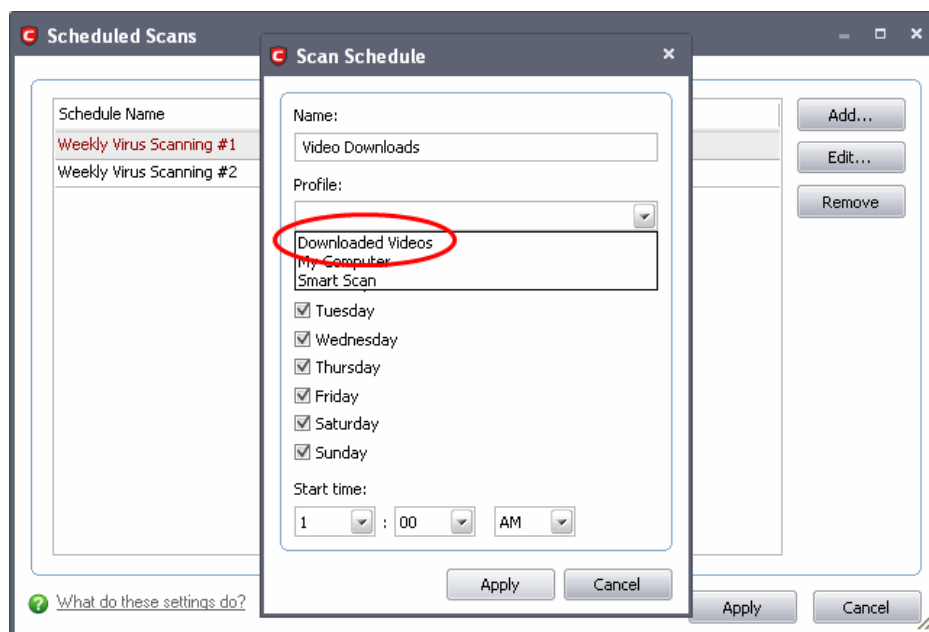 Scheduled Scans
Scan Schedule
Schedule Name
Weekly Virus Scanning #1
Weekly Virus Scanning #2
Name:
Video Downloads
Profile:
Downloaded Videos
My Computer
Smart Scan
Tuesday
Wednesday
Thursday
Friday
Saturday
Sunday
Start time:
1 : 00 AM
Apply Cancel
Add...
Edit...
Remove
What do these settings do?
Apply Cancel